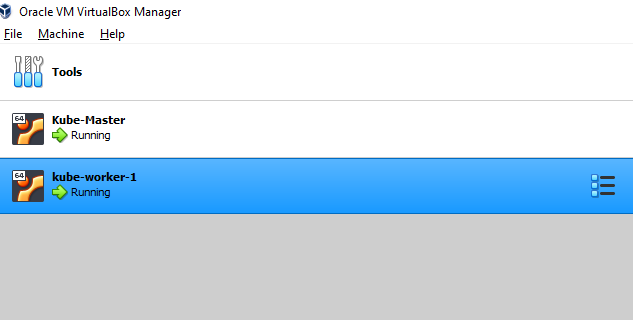 Oracle VM VirtualBox Manager
File Machine Help
Tools
64
Kube-Master
Running
64
kube-worker-1
Running